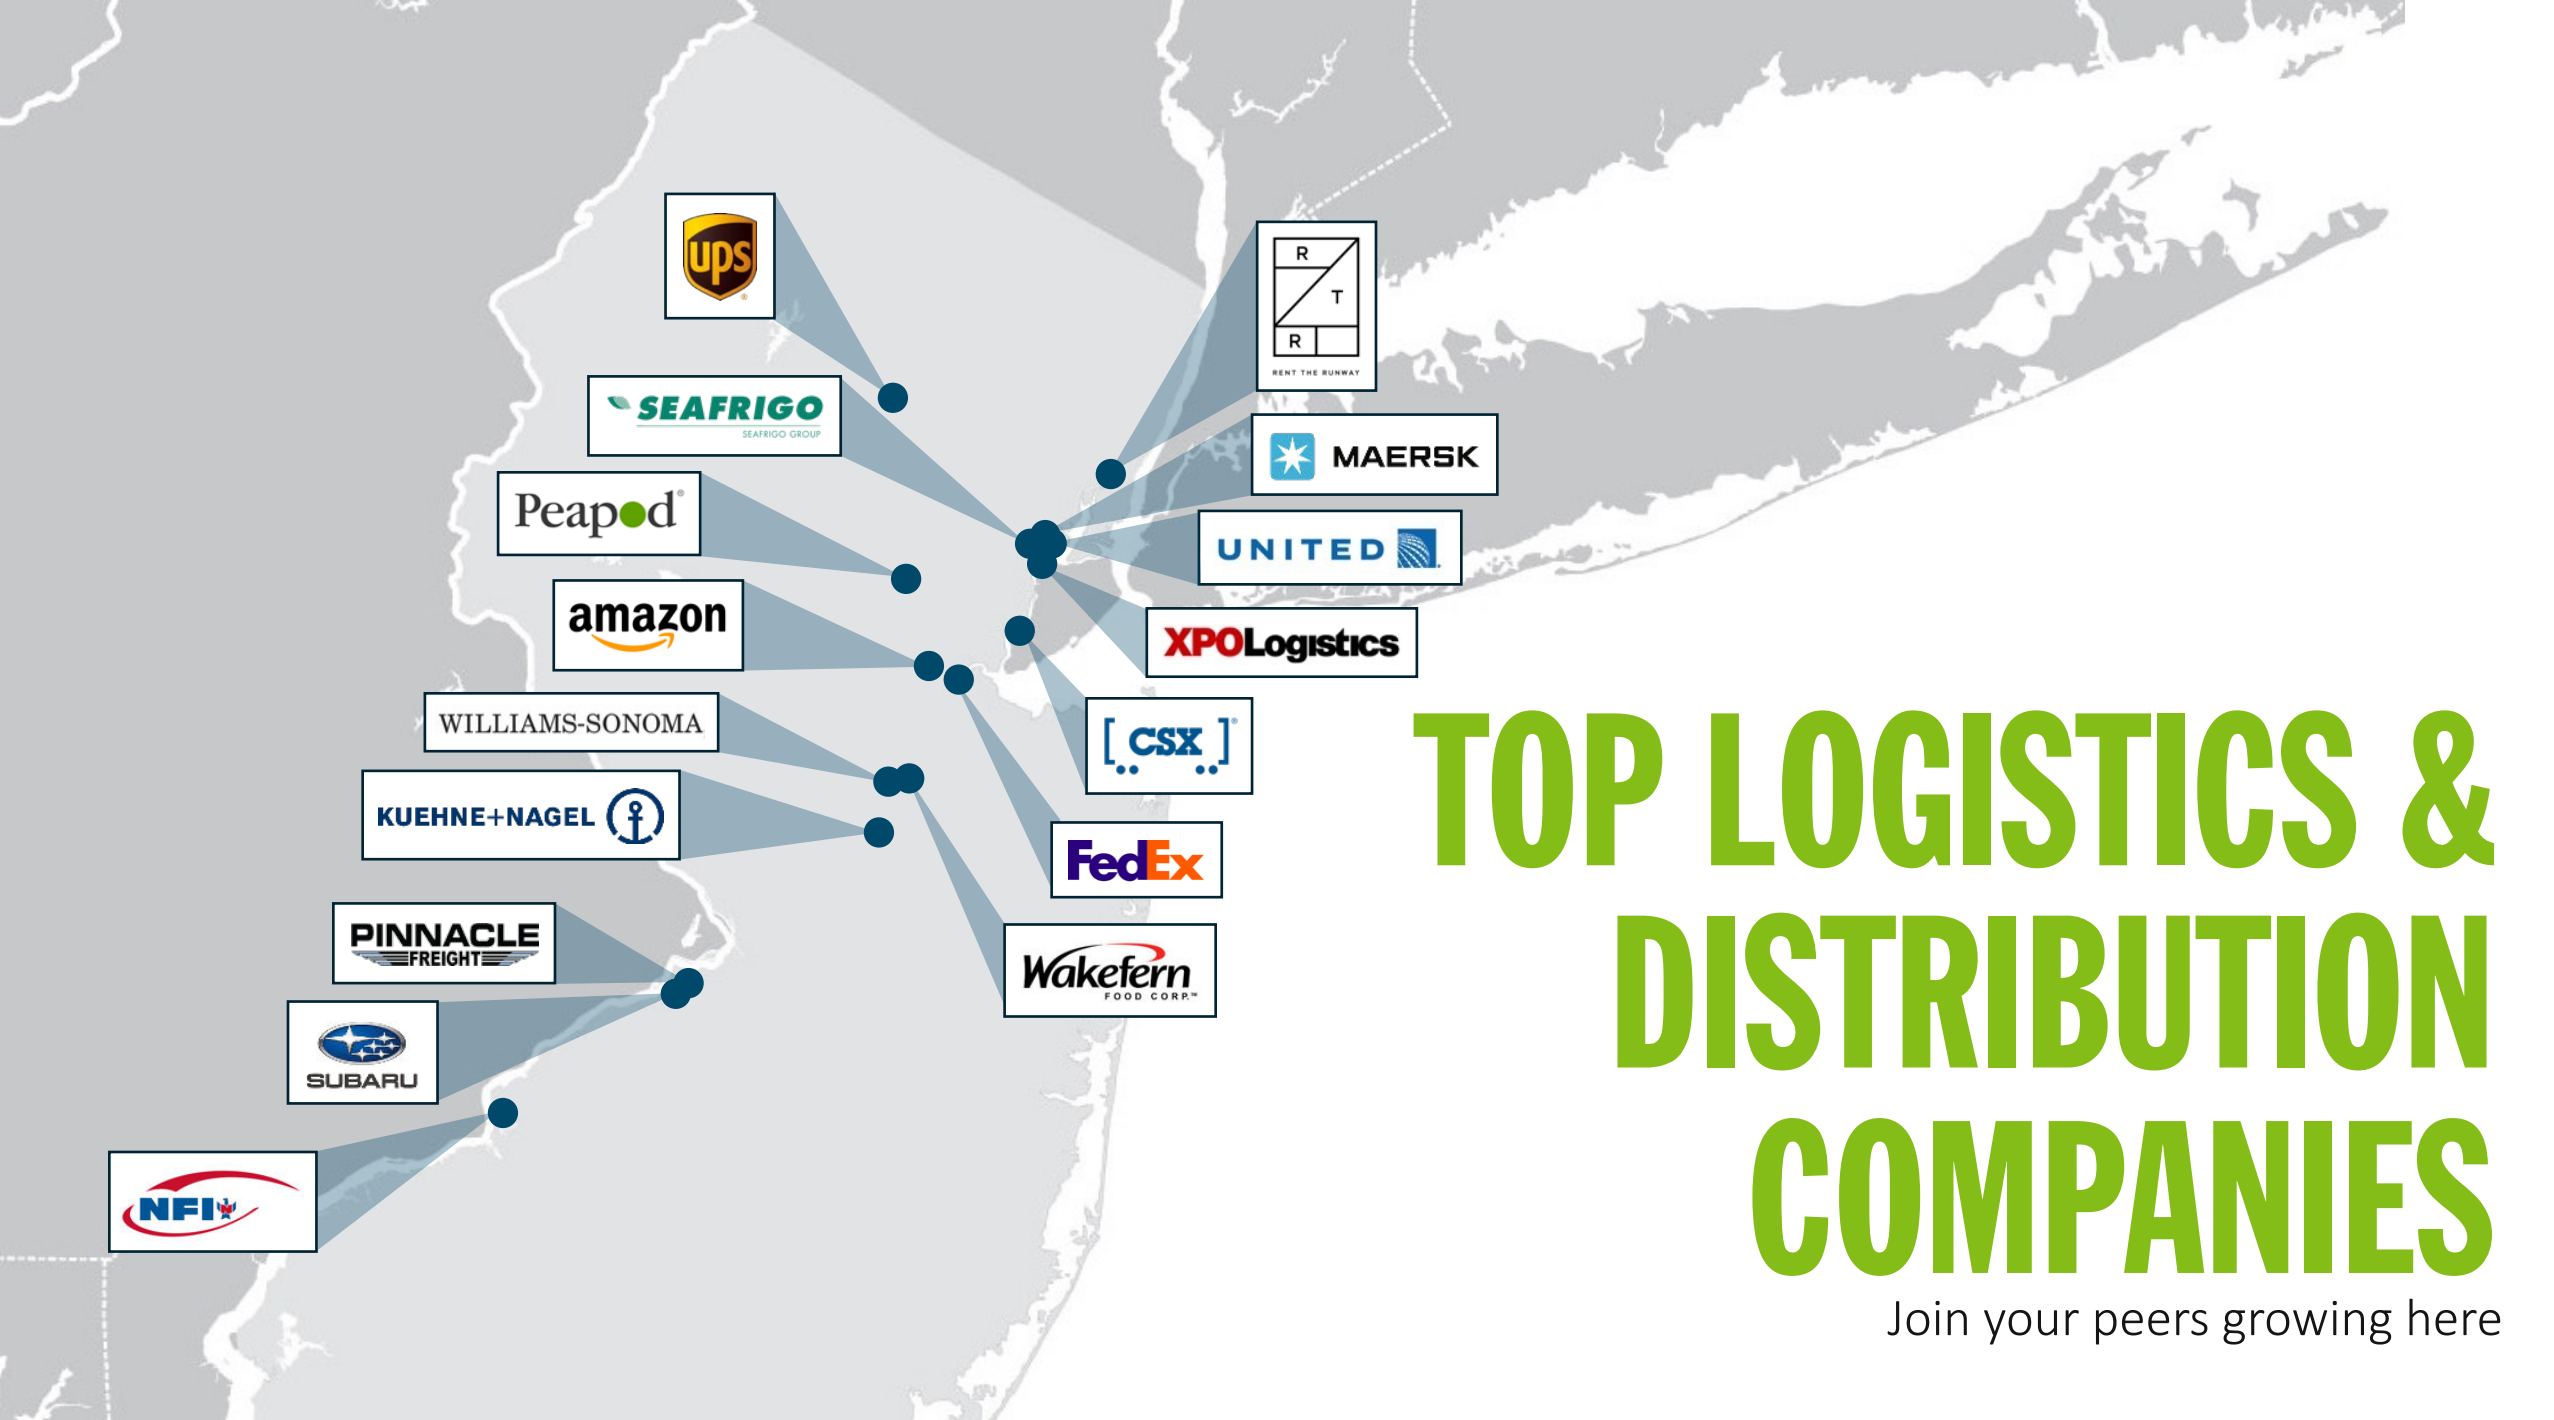 ups
SEAFRIGO
SEAFRIGO GROUP
Peapod®
amazon
WILLIAMS-SONOMA
KUEHNE+NAGEL
PINNACLE
FREIGHT
SUBARU
NFI
R
T
R
RENT THE RUNWAY
MAERSK
UNITED
XPOLogistics
[CSX]®
FedEx
Wakefern
FOOD CORP.™
TOP LOGISTICS &
DISTRIBUTION
COMPANIES
Join your peers growing here